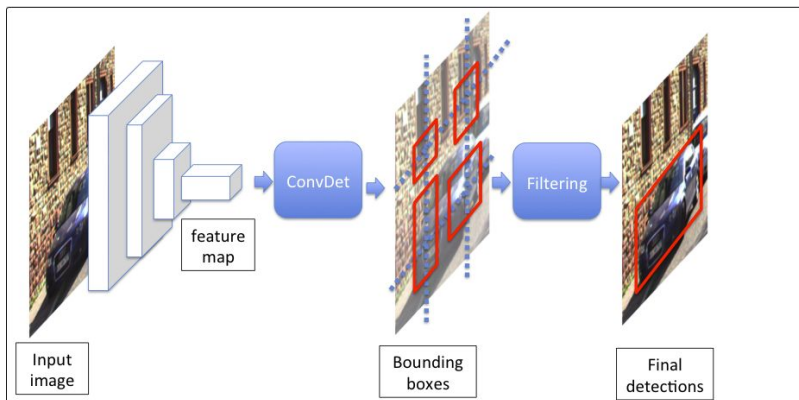 ConvDet
Filtering
feature
map
Input
image
Bounding
boxes
Final
detections